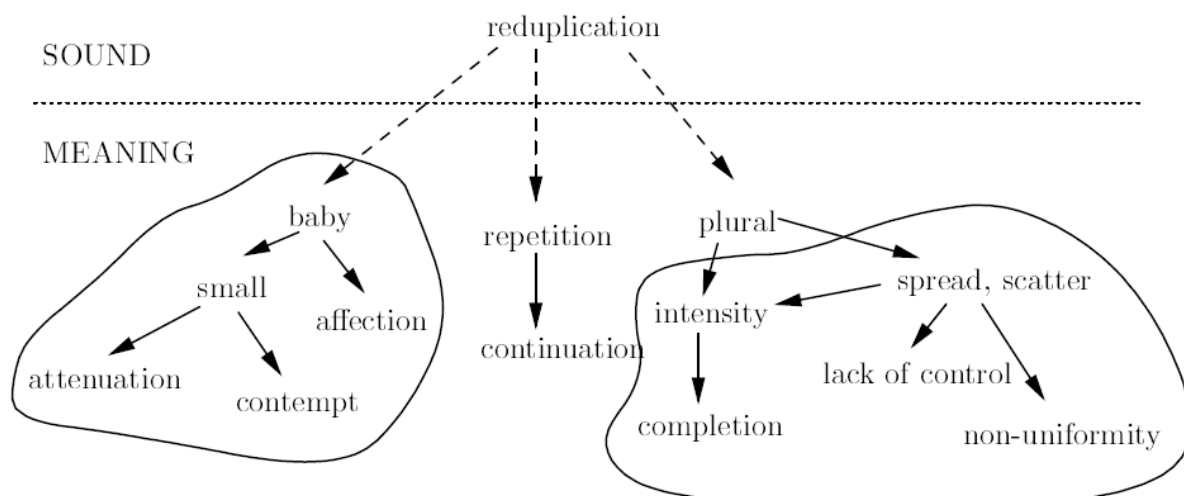 reduplication
SOUND
MEANING
baby
plural
repetition
small
spread, scatter
affection
intensity
continuation
attenuation
lack of control
contempt
completion
non-uniformity